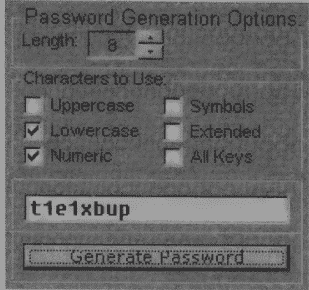 Password Generation Options:
Length: 8
Characters to Use:
Uppercase Symbols
Lowercase Extended
Numeric All Keys
t1e1xbup
Generate Password